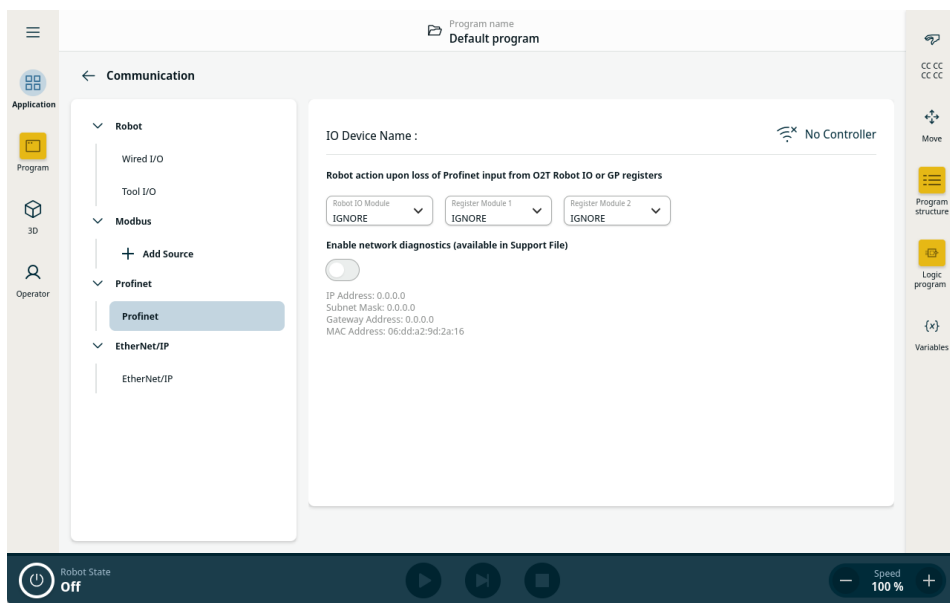 Program name
Default program
Communication
Application
Program
3D
Operator
Robot
Wired I/O
Tool I/O
Modbus
Add Source
Profinet
Profinet
EtherNet/IP
EtherNet/IP
IO Device Name :
No Controller
Robot action upon loss of Profinet input from O2T Robot IO or GP registers
Robot IO Module
IGNORE
Register Module 1
IGNORE
Register Module 2
IGNORE
Enable network diagnostics (available in Support File)
IP Address: 0.0.0.0
Subnet Mask: 0.0.0.0
Gateway Address: 0.0.0.0
MAC Address: 06:dd:a2:9d:2a:16
CC CC
CC CC
Move
Program
structure
Logic
program
{x}
Variables
Robot State
Off
Speed
100 %